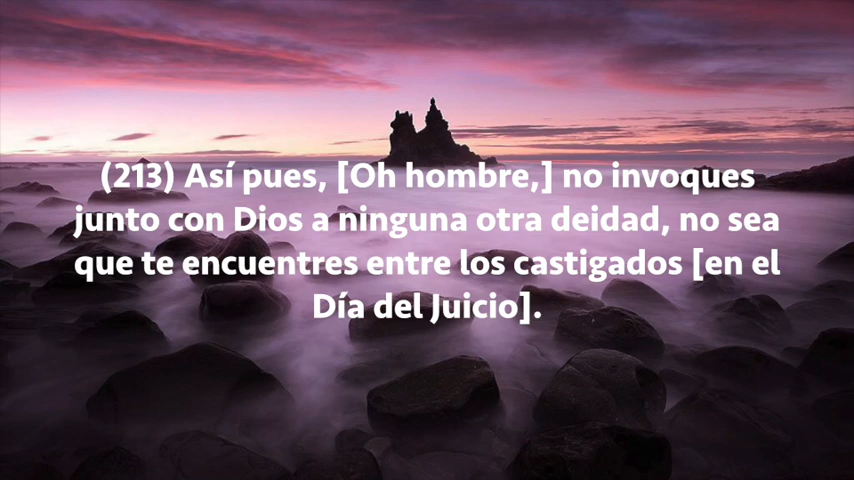 (213) Así pues, [Oh hombre,] no invoques
junto con Dios a ninguna otra deidad, no sea
que te encuentres entre los castigados [en el
Día del Juicio].